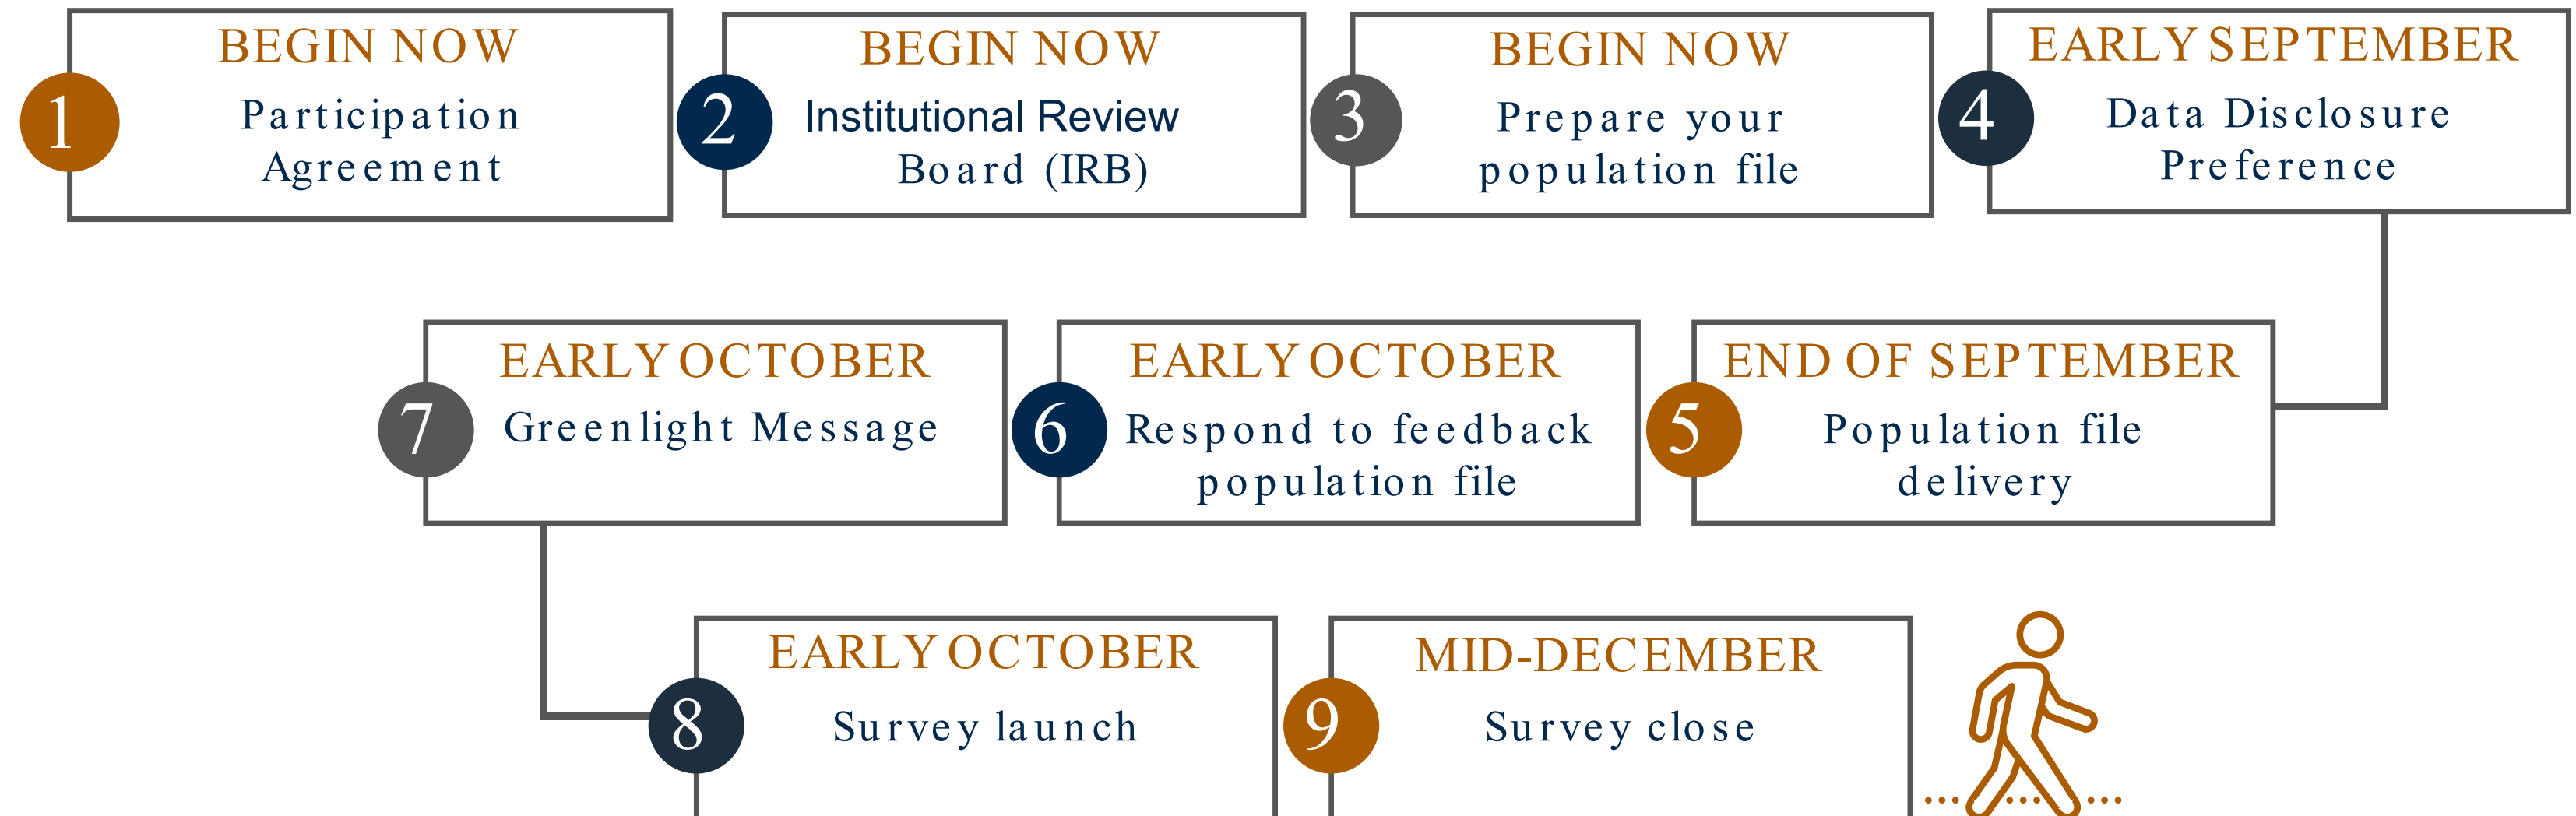 1
BEGIN NOW
Participation
Agreement
2
BEGIN NOW
Institutional Review
Board (IRB)
3
BEGIN NOW
Prepare your
population file
4
EARLY SEPTEMBER
Data Disclosure
Preference
5
END OF SEPTEMBER
Population file
delivery
6
EARLY OCTOBER
Respond to feedback
population file
7
EARLY OCTOBER
Greenlight Message
8
EARLY OCTOBER
Survey launch
9
MID-DECEMBER
Survey close